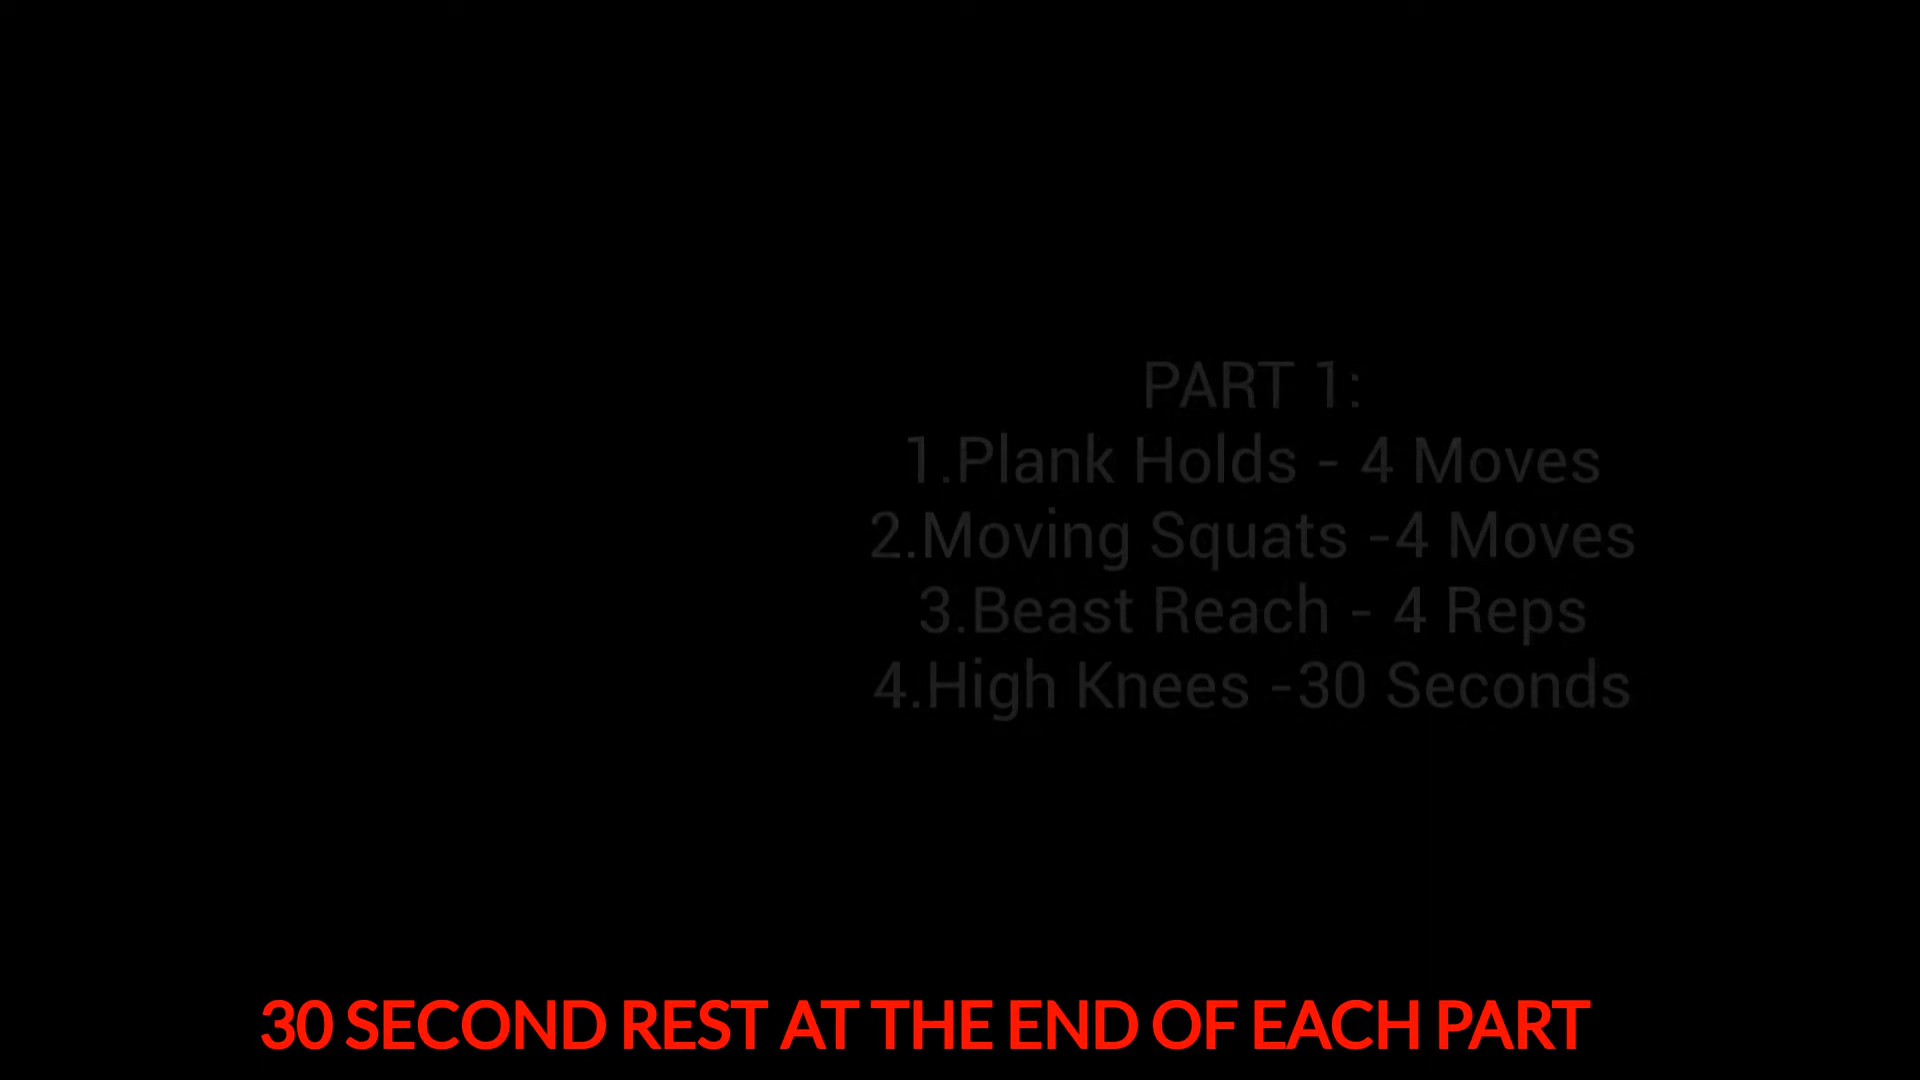 PART 1:
1.Plank Holds - 4 Moves
2.Moving Squats -4 Moves
3.Beast Reach - 4 Reps
4.High Knees -30 Seconds
30 SECOND REST AT THE END OF EACH PART